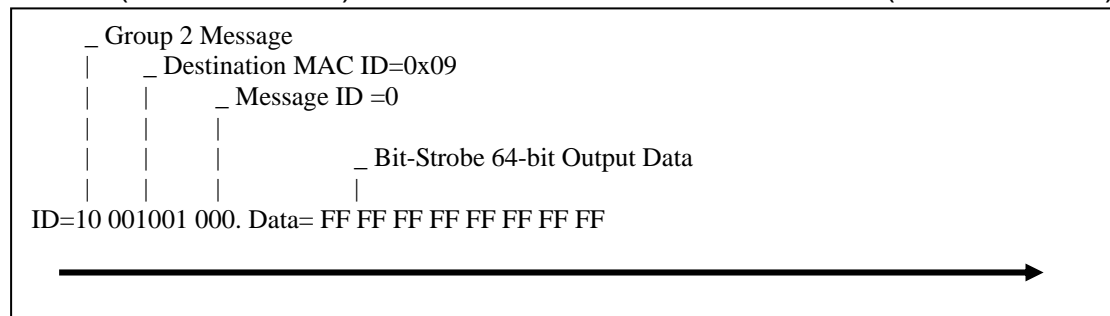 _ Group 2 Message
| _ Destination MAC ID=0x09
| | _ Message ID =0
| | |
| | | _ Bit-Strobe 64-bit Output Data
| | | |
ID=10 001001 000. Data= FF FF FF FF FF FF FF FF